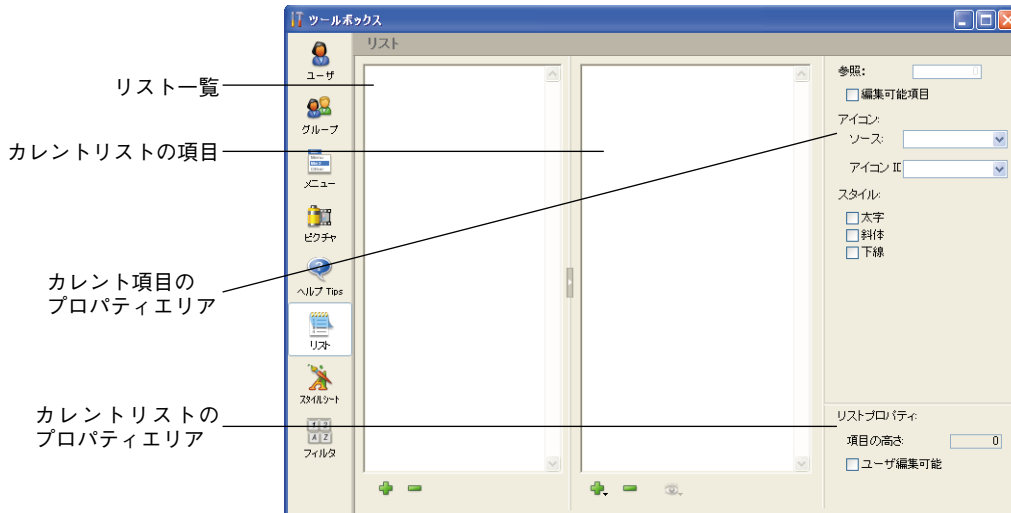 ツールボックス
リスト
ユーザ
グループ
メニュー
ピクチャ
ヘルプ Tips
リスト
スタイルシート
フィルタ
リスト一覧
カレントリストの項目
カレント項目の
プロパティエリア
カレントリストの
プロパティエリア
参照: 0
編集可能項目
アイコン:
ソース:
アイコン ID
スタイル:
太字
斜体
下線
リストプロパティ:
項目の高さ: 0
ユーザ編集可能